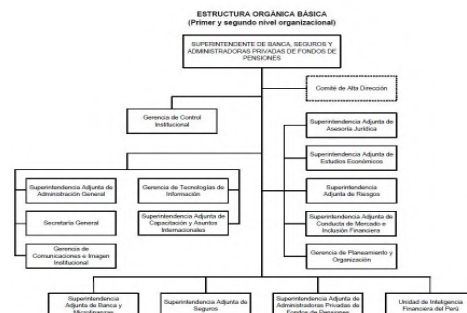 ESTRUCTURA ORGÁNICA BÁSICA
(Primer y segundo nivel organizacional)
SUPERINTENDENTE DE BANCA, SEGUROS Y
ADMINISTRADORAS PRIVADAS DE FONDOS DE
PENSIONES
Comité de Alta Dirección
Gerencia de Control
Institucional
Superintendencia Adjunta de
Asesoría Jurídica
Superintendencia Adjunta de
Estudios Económicos
Superintendencia Adjunta de
Administración General
Gerencia de Tecnologías de
Información
Superintendencia
Adjunta de Riesgos
Secretaría General
Superintendencia Adjunta de
Capacitación y Asuntos
Internacionales
Superintendencia Adjunta de
Conducta de Mercado e
Inclusión Financiera
Gerencia de
Comunicaciones e Imagen
Institucional
Gerencia de Planeamiento y
Organización
Superintendencia
Adjunta de Banca y
Microfinanzas
Superintendencia Adjunta de
Seguros
Superintendencia Adjunta de
Administradoras Privadas de
Fondos de Pensiones
Unidad de Inteligencia
Financiera del Perú